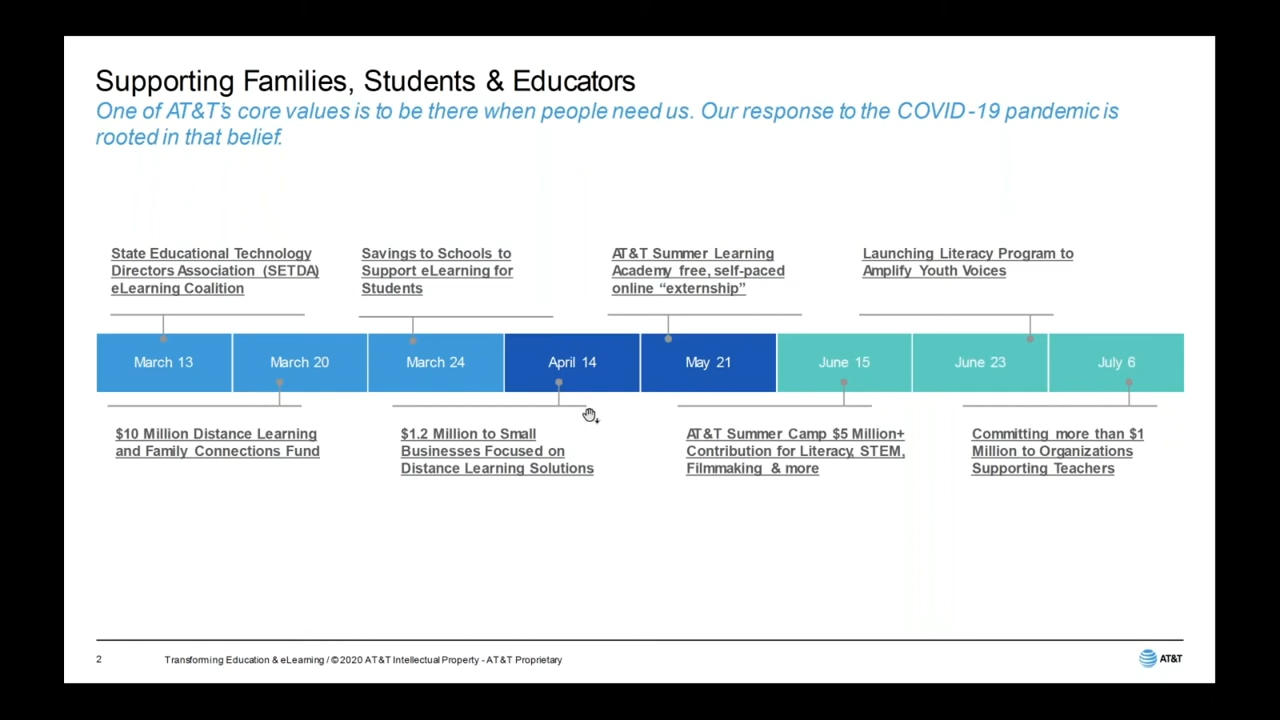 Supporting Families, Students & Educators
One of AT&T's core values is to be there when people need us. Our response to the COVID-19 pandemic is
rooted in that belief.
State Educational Technology
Directors Association (SETDA)
eLearning Coalition
Savings to Schools to
Support eLearning for
Students
AT&T Summer Learning
Academy free, self-paced
online “externship”
Launching Literacy Program to
Amplify Youth Voices
March 13
March 20
March 24
April 14
May 21
June 15
June 23
July 6
$10 Million Distance Learning
and Family Connections Fund
$1.2 Million to Small
Businesses Focused on
Distance Learning Solutions
AT&T Summer Camp $5 Million+
Contribution for Literacy, STEM,
Filmmaking & more
Committing more than $1
Million to Organizations
Supporting Teachers
2
Transforming Education & eLearning / © 2020 AT&T Intellectual Property - AT&T Proprietary
AT&T